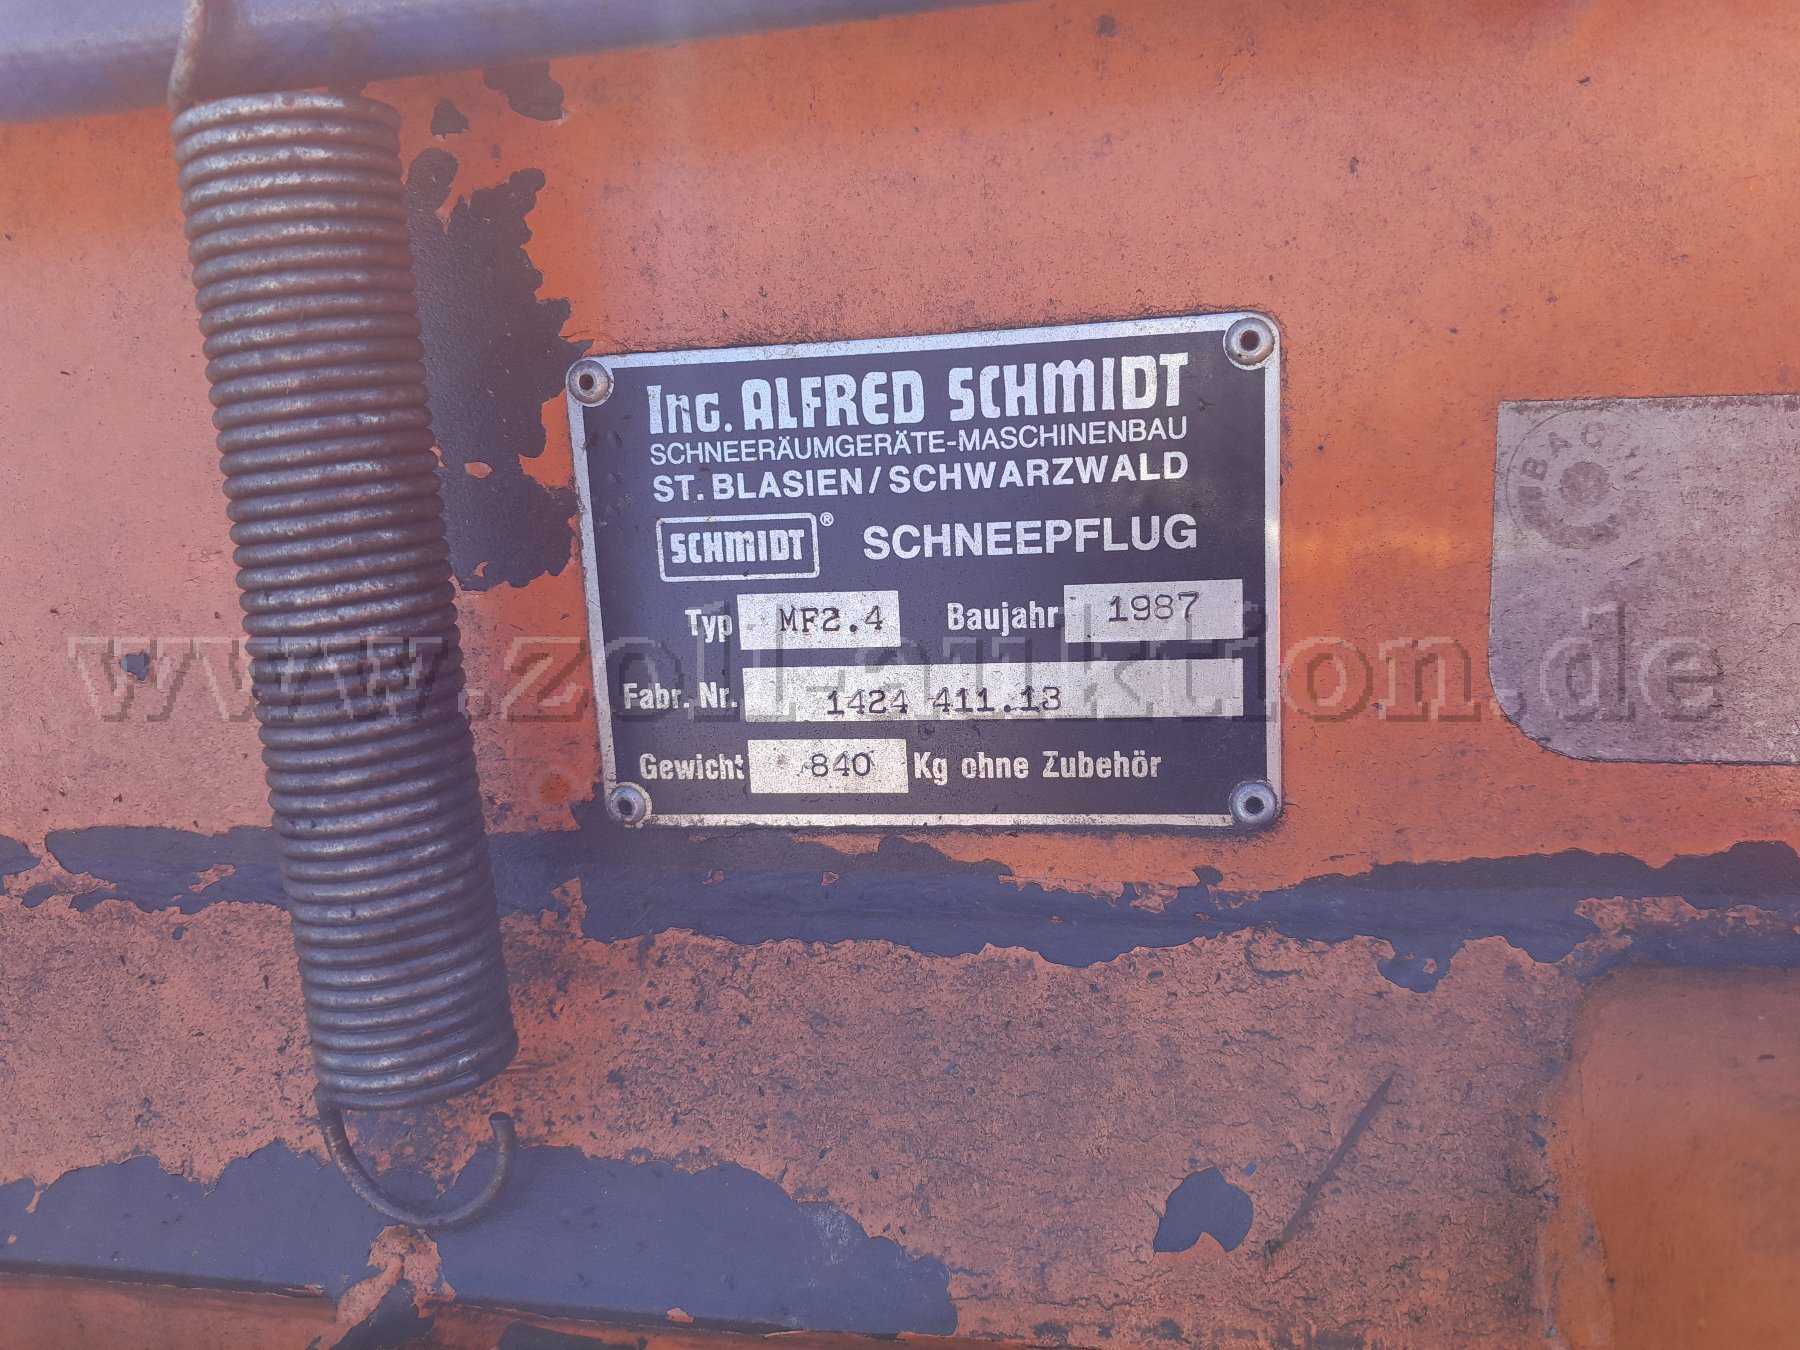 Ing. ALFRED SCHMIDT
SCHNEERÄUMGERÄTE-MASCHINENBAU
ST. BLASIEN/SCHWARZWALD
SCHMIDT® SCHNEEPFLUG
Typ MF2.4 Baujahr 1987
Fabr. Nr. 1424 411.13
Gewicht 840 Kg ohne Zubehör
www.zoll-auktion.de